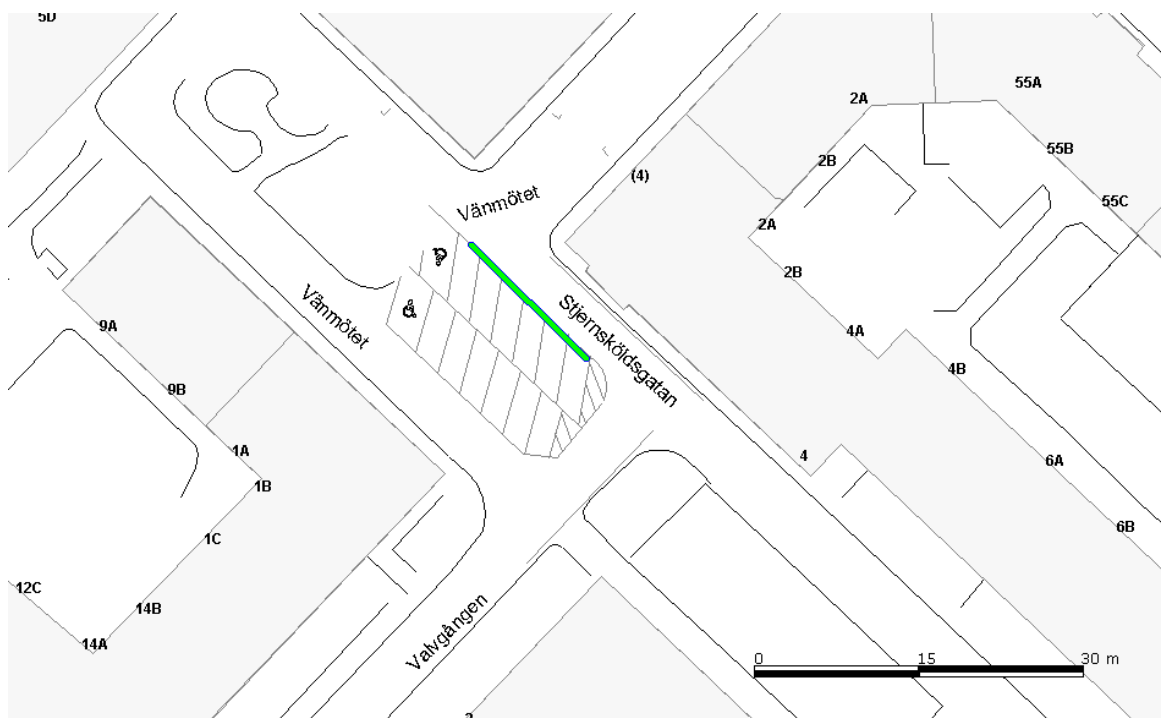 5D
55A
2A
55B
2B
(4)
55C
Vänmötet
2A
2B
Vänmötet
Stjernsköldsgatan
9A
4A
4B
9B
1A
4
6A
1B
6B
1C
12C
14B
Valvgången
14A
0 15 30 m